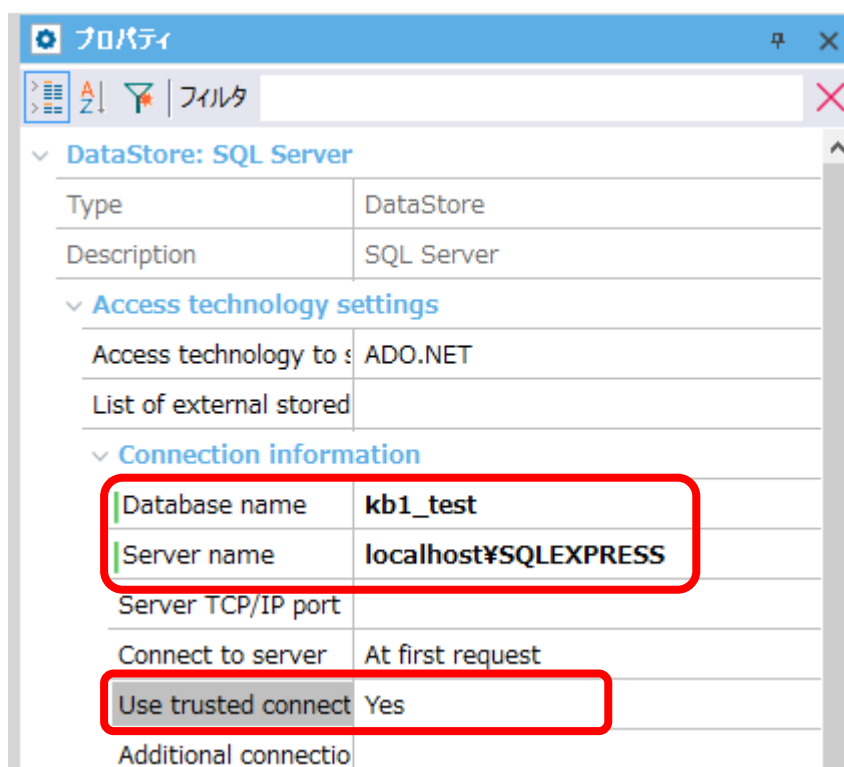 プロパティ
フィルタ
DataStore: SQL Server
Type DataStore
Description SQL Server
Access technology settings
Access technology to s ADO.NET
List of external stored
Connection information
Database name kb1_test
Server name localhost¥SQLEXPRESS
Server TCP/IP port
Connect to server At first request
Use trusted connect Yes
Additional connectio